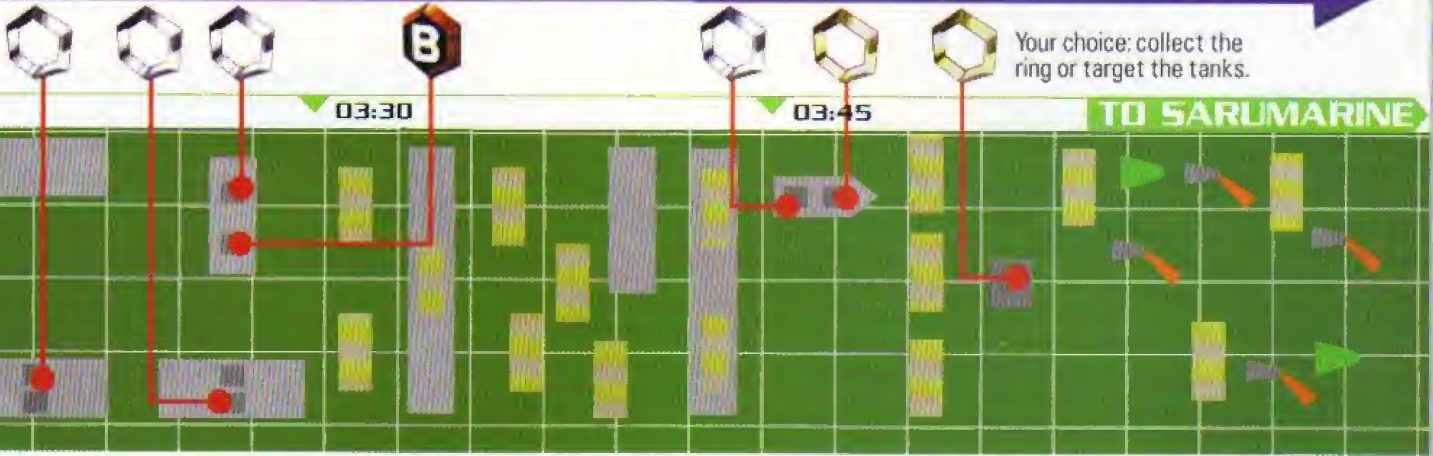 B
Your choice: collect the
ring or target the tanks.
03:30
03:45
TO SARUMARINE